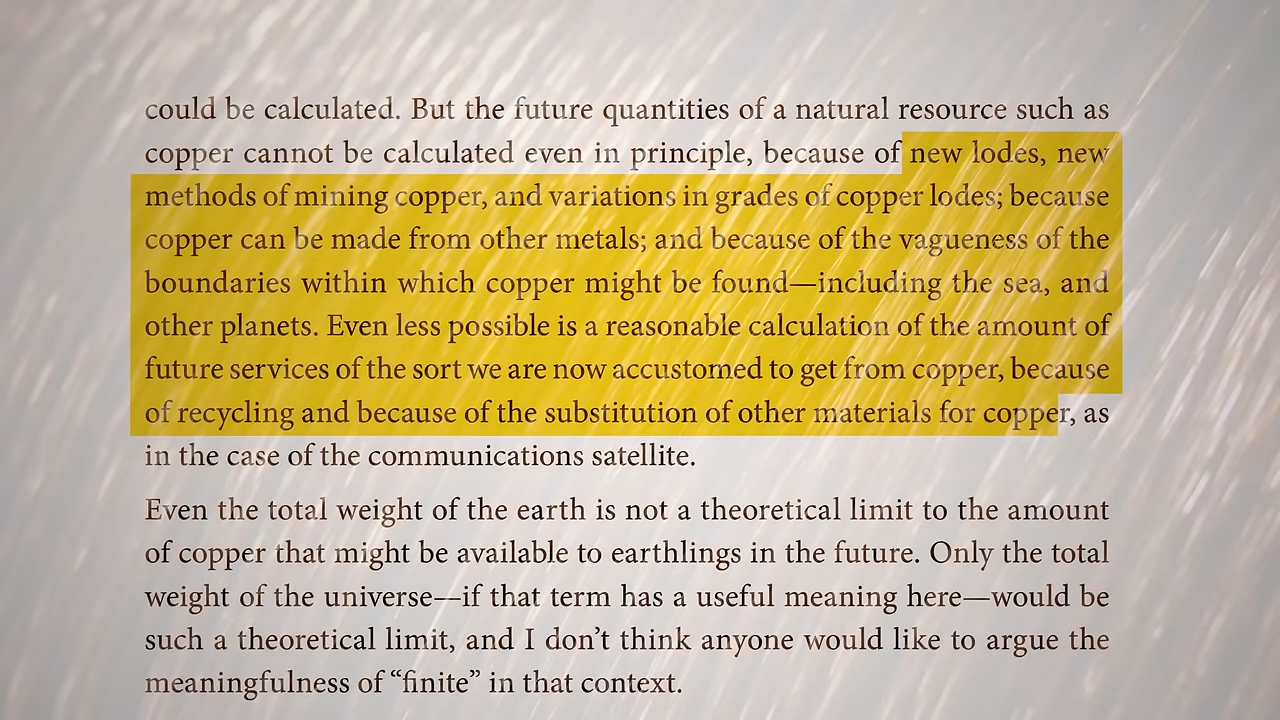 could be calculated. But the future quantities of a natural resource such as
copper cannot be calculated even in principle, because of new lodes, new
methods of mining copper, and variations in grades of copper lodes; because
copper can be made from other metals; and because of the vagueness of the
boundaries within which copper might be found—including the sea, and
other planets. Even less possible is a reasonable calculation of the amount of
future services of the sort we are now accustomed to get from copper, because
of recycling and because of the substitution of other materials for copper, as
in the case of the communications satellite.
Even the total weight of the earth is not a theoretical limit to the amount
of copper that might be available to earthlings in the future. Only the total
weight of the universe—if that term has a useful meaning here—would be
such a theoretical limit, and I don’t think anyone would like to argue the
meaningfulness of “finite” in that context.